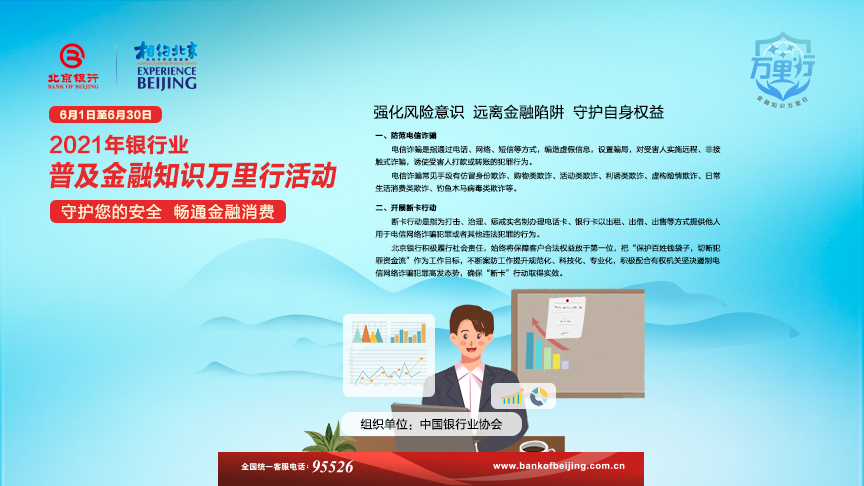 北京银行
BANK OF BEIJING
相约北京
EXPERIENCE
BEIJING
万里行
金融知识万里行
6月1日至6月30日
2021年银行业
普及金融知识万里行活动
守护您的安全 畅通金融消费
强化风险意识 远离金融陷阱 守护自身权益
一、防范电信诈骗
电信诈骗是指通过电话、网络、短信等方式，编造虚假信息，设置骗局，对受害人实施远程、非接
触式诈骗，诱使受害人打款或转账的犯罪行为。
电信诈骗常见手段有仿冒身份欺诈、购物类欺诈、活动类欺诈、利诱类欺诈、虚构险情欺诈、日常
生活消费类欺诈、钓鱼木马病毒类欺诈等。
二、开展断卡行动
断卡行动是指为打击、治理、惩戒实名制办理电话卡、银行卡以出租、出借、出售等方式提供他人
用于电信网络诈骗犯罪或者其他违法犯罪的行为。
北京银行积极履行社会责任，始终将保障客户合法权益放于第一位，把“保护百姓钱袋子，切断犯
罪资金流”作为工作目标，不断案防工作提升规范化、科技化、专业化，积极配合有权机关坚决遏制电
信网络诈骗犯罪高发态势，确保“断卡”行动取得实效。
组织单位：中国银行业协会
全国统一客服电话：95526
www.bankofbeijing.com.cn